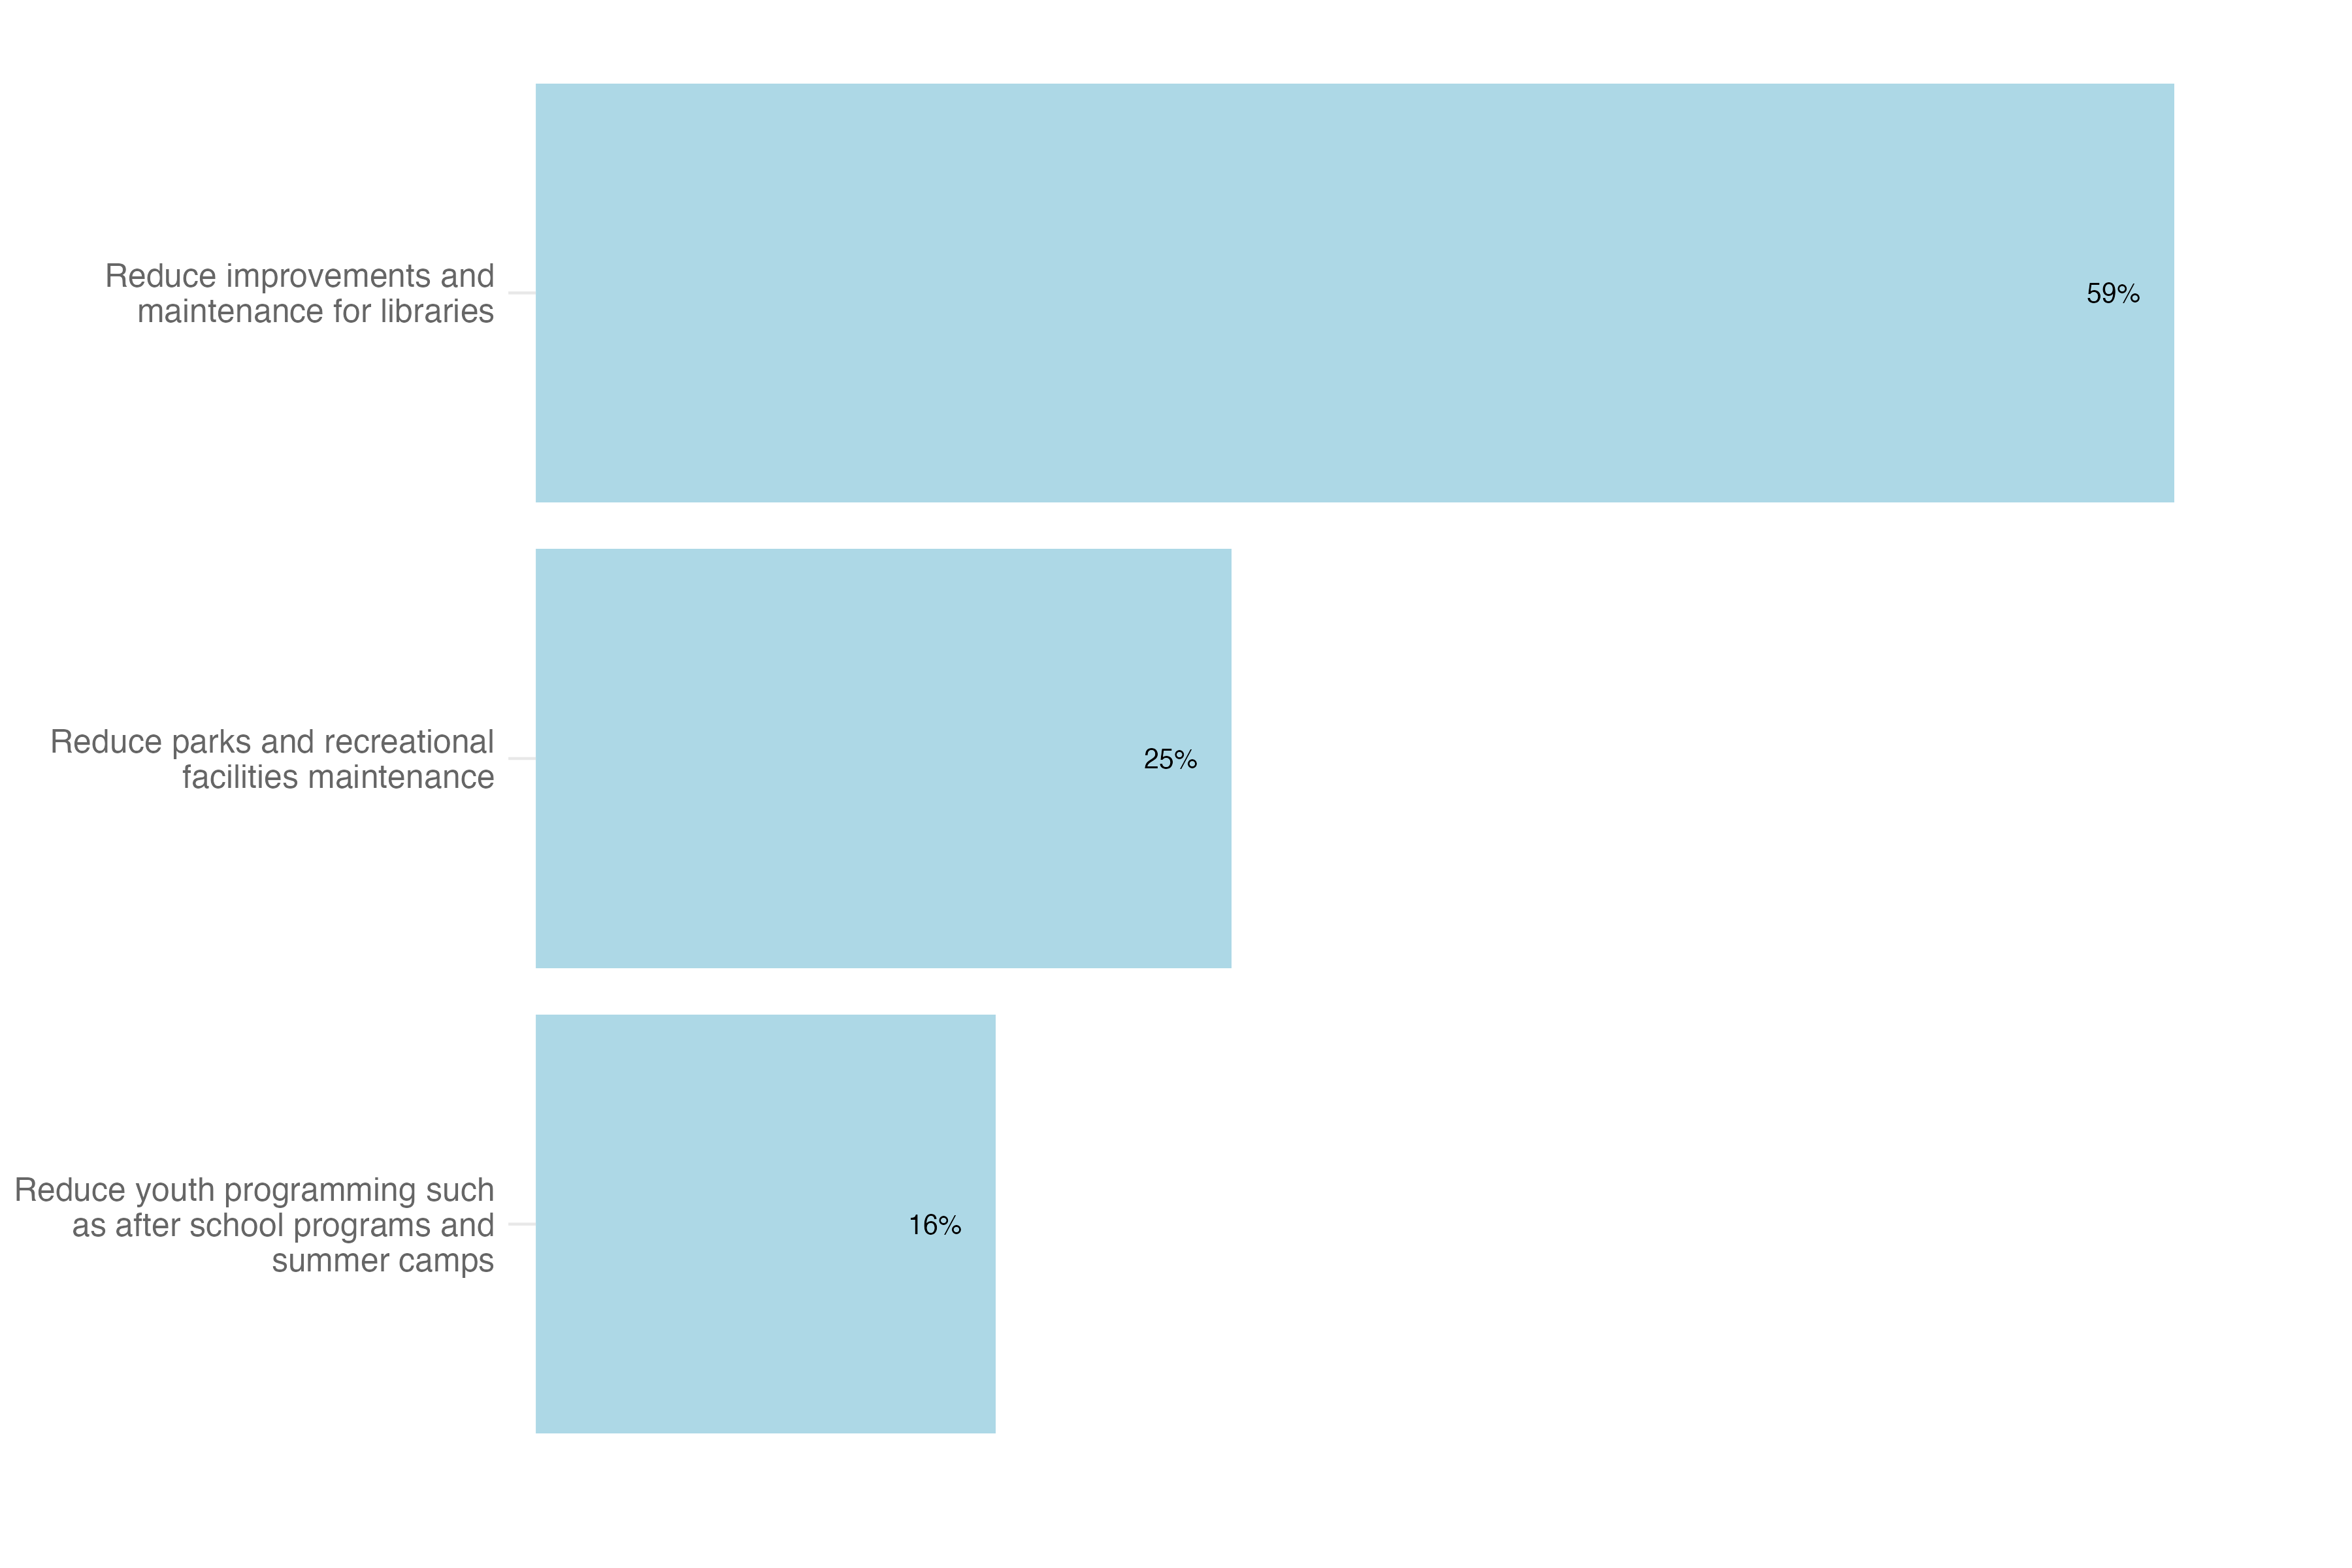 Reduce improvements and
maintenance for libraries
59%
Reduce parks and recreational
facilities maintenance
25%
Reduce youth programming such
as after school programs and
summer camps
16%